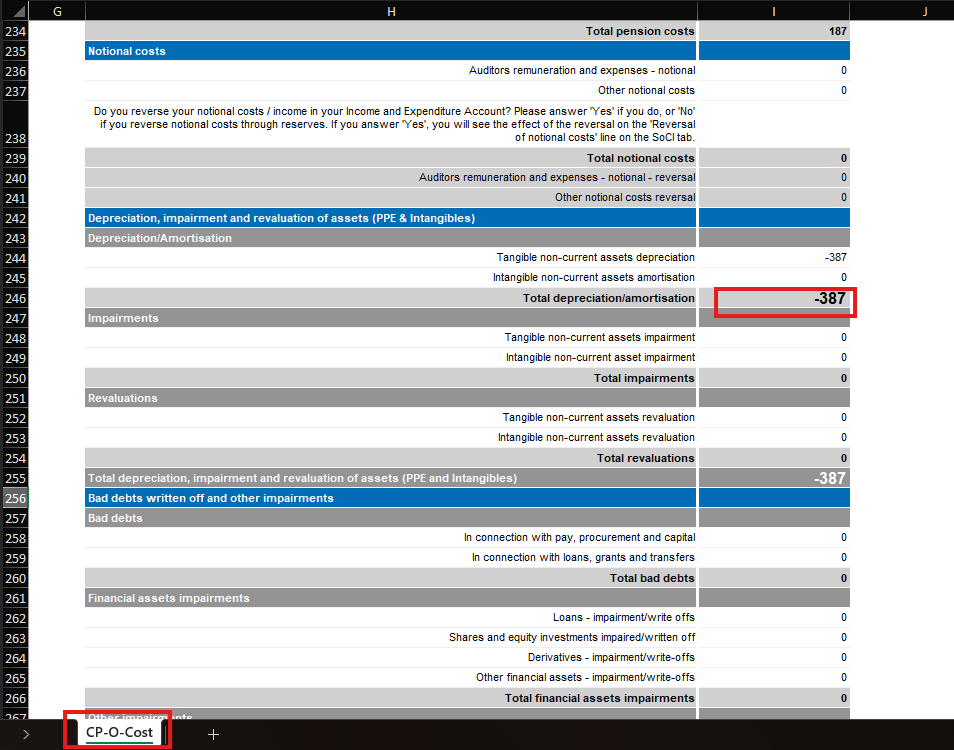 G H I J
234 Total pension costs 187
235 Notional costs
236 Auditors remuneration and expenses - notional 0
237 Other notional costs 0
Do you reverse your notional costs / income in your Income and Expenditure Account? Please answer 'Yes' if you do, or 'No'
if you reverse notional costs through reserves. If you answer 'Yes', you will see the effect of the reversal on the 'Reversal
238 of notional costs' line on the SoCI tab.
239 Total notional costs 0
240 Auditors remuneration and expenses - notional - reversal 0
241 Other notional costs reversal 0
242 Depreciation, impairment and revaluation of assets (PPE & Intangibles)
243 Depreciation/Amortisation
244 Tangible non-current assets depreciation -387
245 Intangible non-current assets amortisation 0
246 Total depreciation/amortisation -387
247 Impairments
248 Tangible non-current assets impairment 0
249 Intangible non-current asset impairment 0
250 Total impairments 0
251 Revaluations
252 Tangible non-current assets revaluation 0
253 Intangible non-current assets revaluation 0
254 Total revaluations 0
255 Total depreciation, impairment and revaluation of assets (PPE and Intangibles) -387
256 Bad debts written off and other impairments
257 Bad debts
258 In connection with pay, procurement and capital 0
259 In connection with loans, grants and transfers 0
260 Total bad debts 0
261 Financial assets impairments
262 Loans - impairment/write offs 0
263 Shares and equity investments impaired/written off 0
264 Derivatives - impairment/write-offs 0
265 Other financial assets - impairment/write-offs 0
266 Total financial assets impairments 0
267 Other impairments
CP-O-Cost